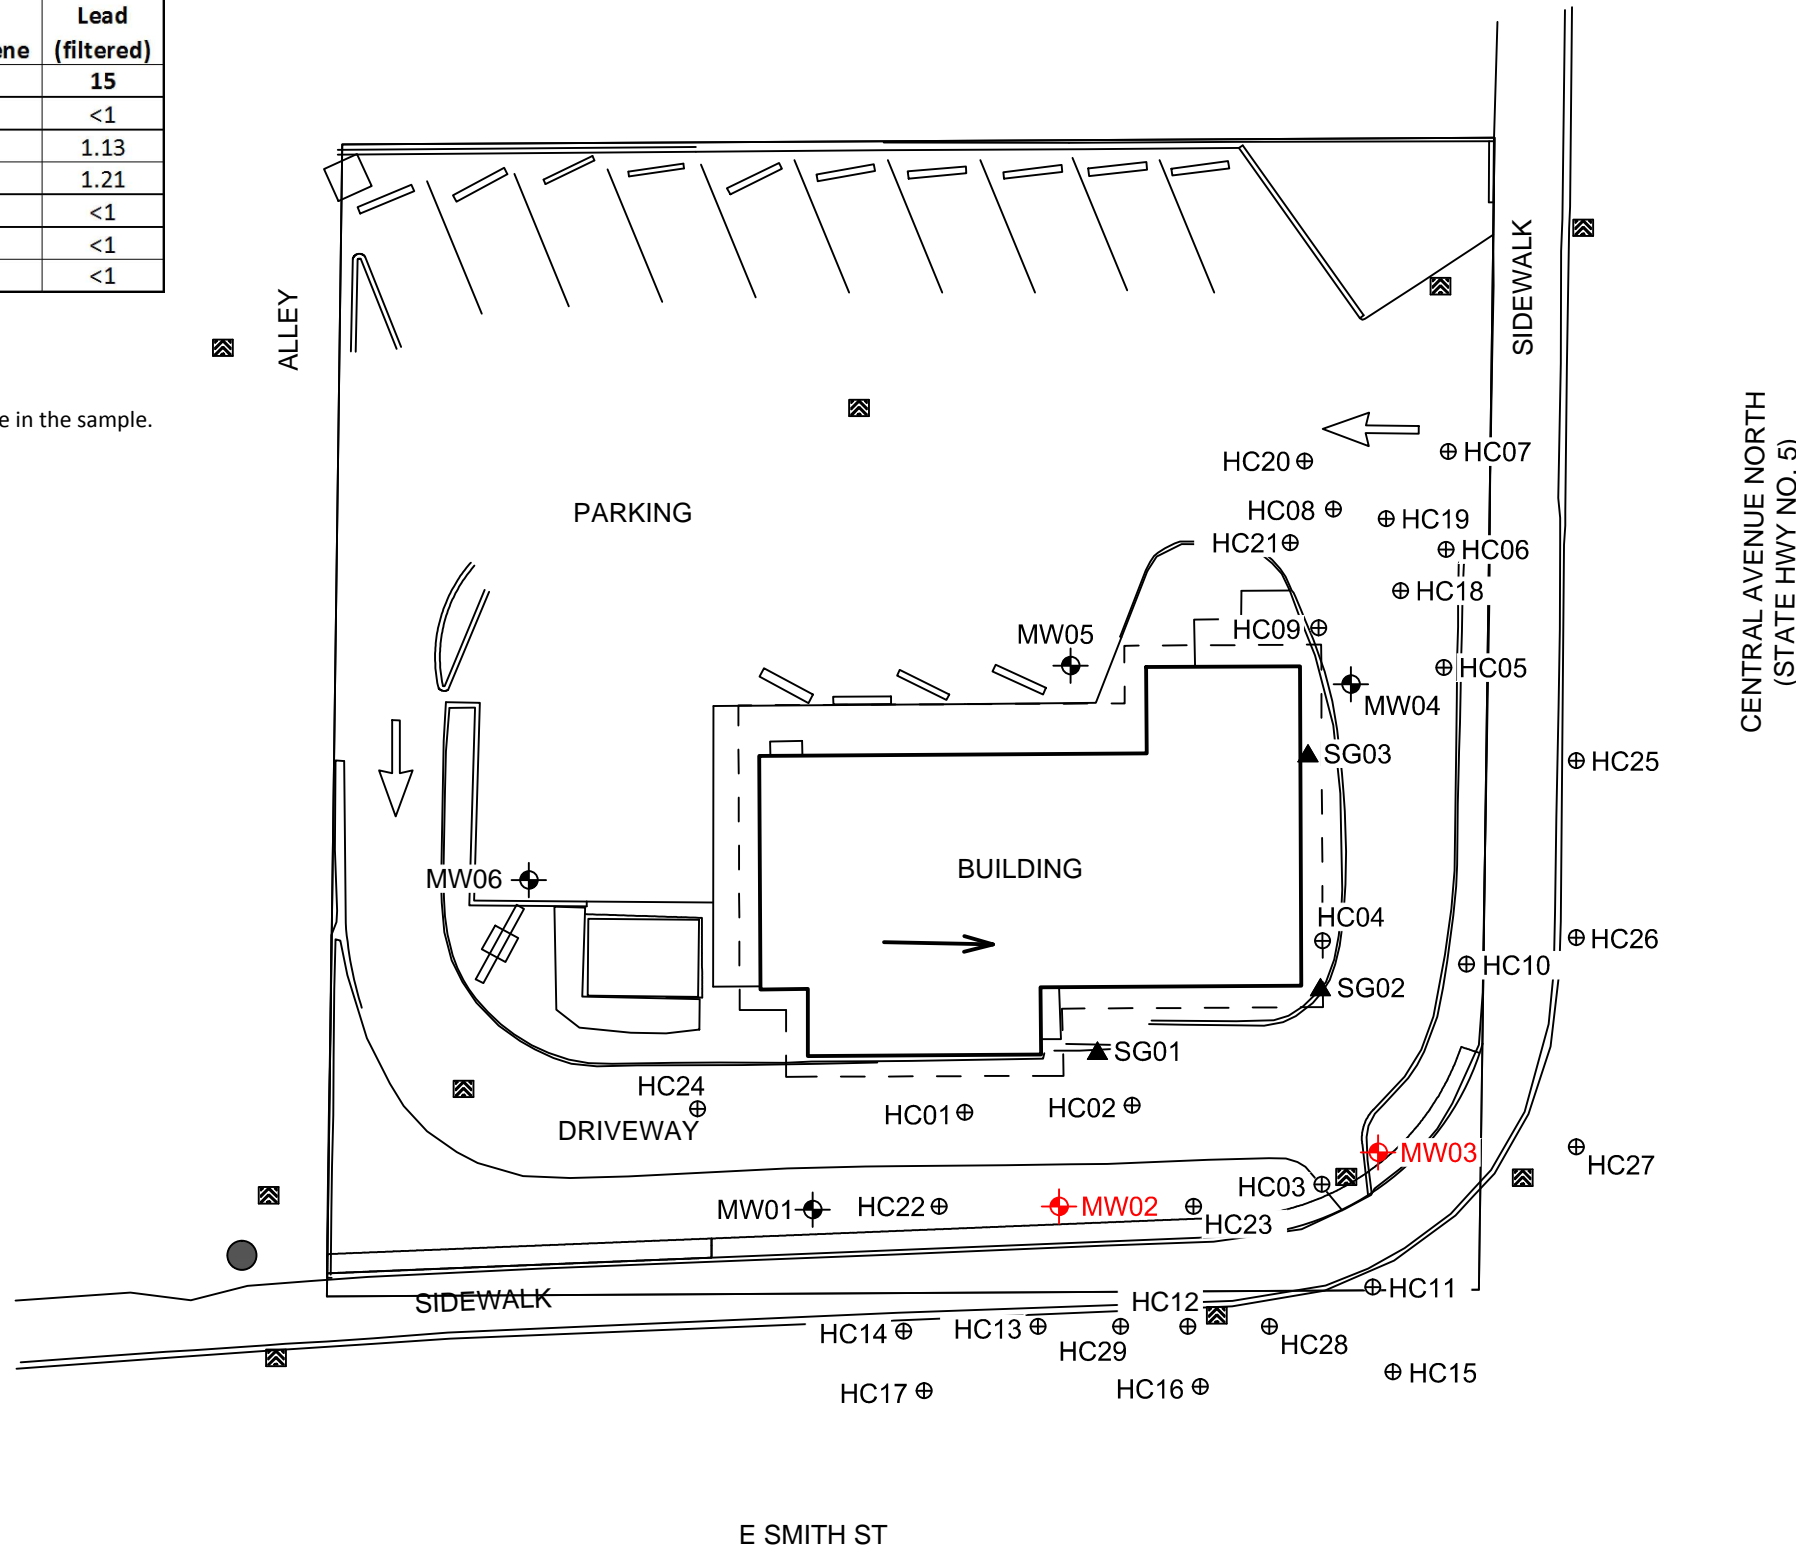 Lead
ene
(filtered)
15
<1
1.13
1.21
<1
<1
<1
e in the sample.
ALLEY
SIDEWALK
CENTRAL AVENUE NORTH
(STATE HWY NO. 5)
PARKING
HC20
HC07
HC08
HC19
HC21
HC06
HC18
HC09
MW05
HC05
MW04
SG03
HC25
BUILDING
MW06
HC04
HC26
HC10
SG02
SG01
HC24
HC01
HC02
DRIVEWAY
MW03
HC27
HC03
MW01
HC22
MW02
HC23
HC11
SIDEWALK
HC12
HC14
HC13
HC29
HC28
HC15
HC17
HC16
E SMITH ST